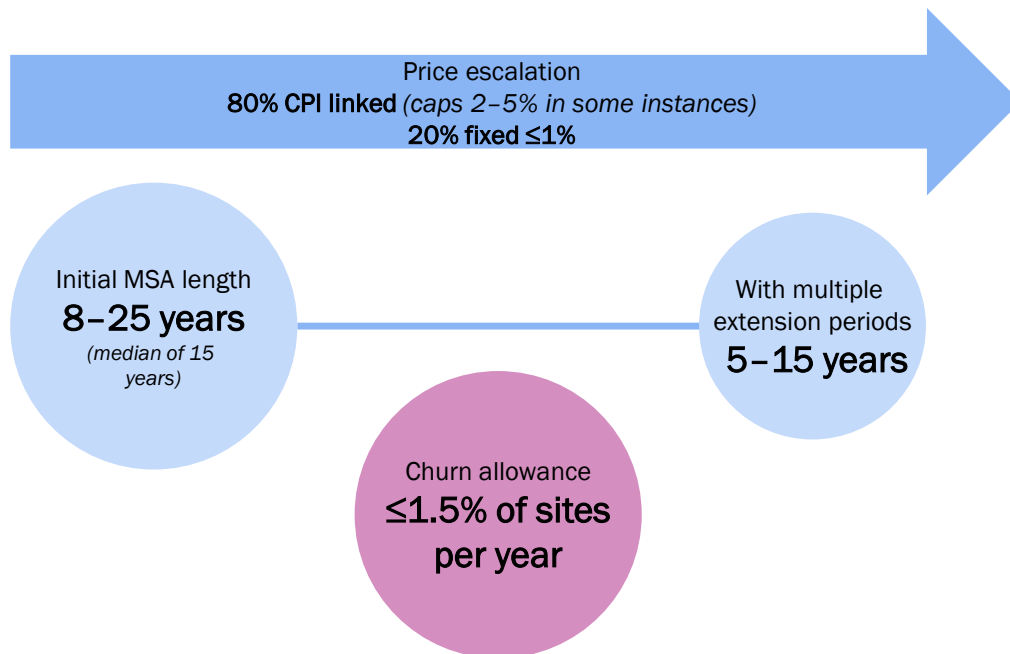 Price escalation
80% CPI linked (caps 2–5% in some instances)
20% fixed ≤1%
Initial MSA length
8–25 years
(median of 15
years)
With multiple
extension periods
5–15 years
Churn allowance
≤1.5% of sites
per year